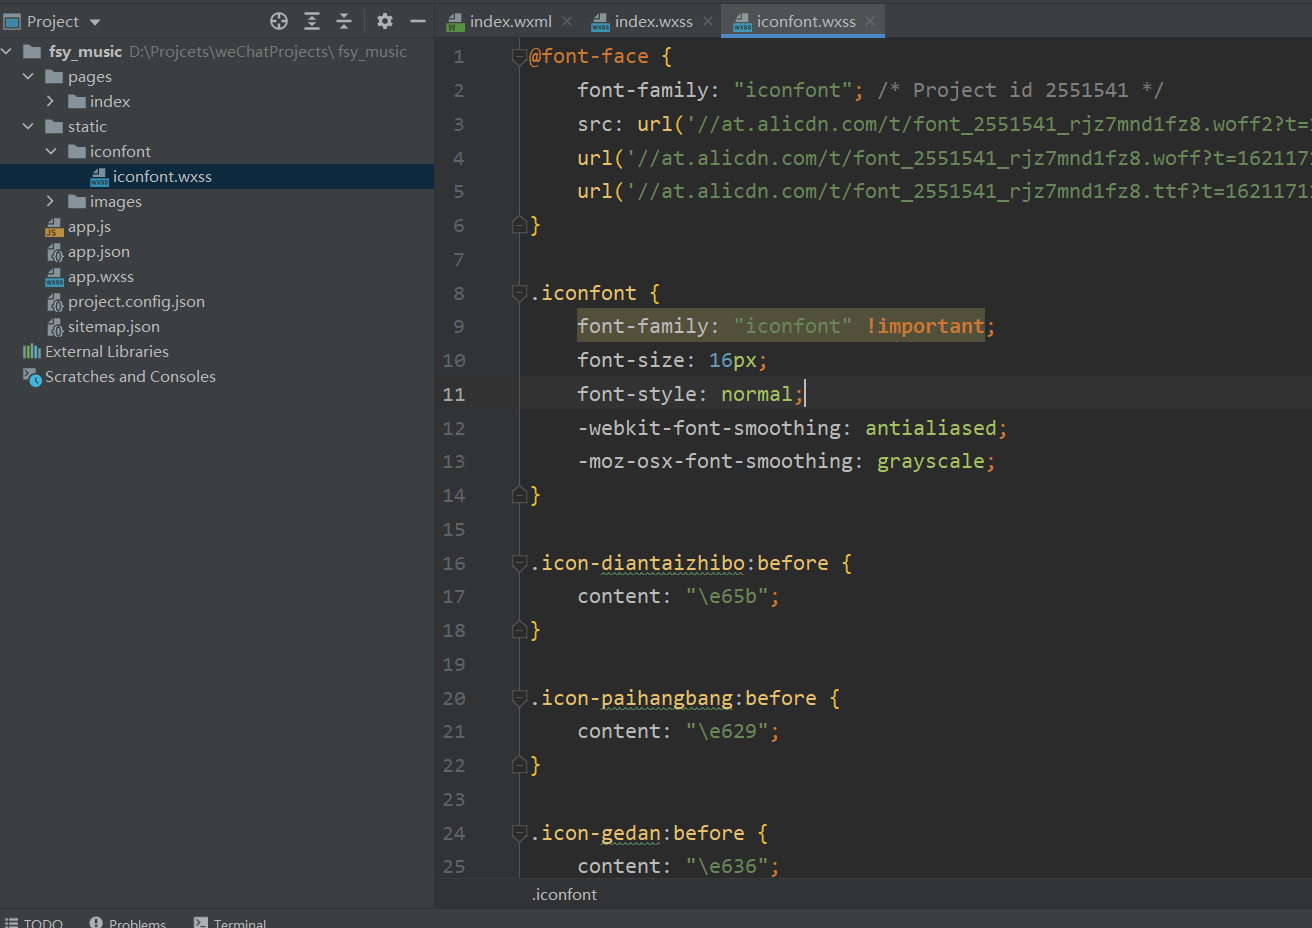 Project
fsy_music D:\Projcets\weChatProjects\ fsy_music
pages
index
static
iconfont
iconfont.wxss
images
app.js
app.json
app.wxss
project.config.json
sitemap.json
External Libraries
Scratches and Consoles
index.wxml
index.wxss
iconfont.wxss
1 @font-face {
2 font-family: "iconfont"; /* Project id 2551541 */
3 src: url('//at.alicdn.com/t/font_2551541_rjz7mnd1fz8.woff2?t=
4 url('//at.alicdn.com/t/font_2551541_rjz7mnd1fz8.woff?t=1621171
5 url('//at.alicdn.com/t/font_2551541_rjz7mnd1fz8.ttf?t=1621171
6 }
7
8 .iconfont {
9 font-family: "iconfont" !important;
10 font-size: 16px;
11 font-style: normal;
12 -webkit-font-smoothing: antialiased;
13 -moz-osx-font-smoothing: grayscale;
14 }
15
16 .icon-diantaizhibo:before {
17 content: "\e65b";
18 }
19
20 .icon-paihangbang:before {
21 content: "\e629";
22 }
23
24 .icon-gedan:before {
25 content: "\e636";
.iconfont
TODO Problems Terminal